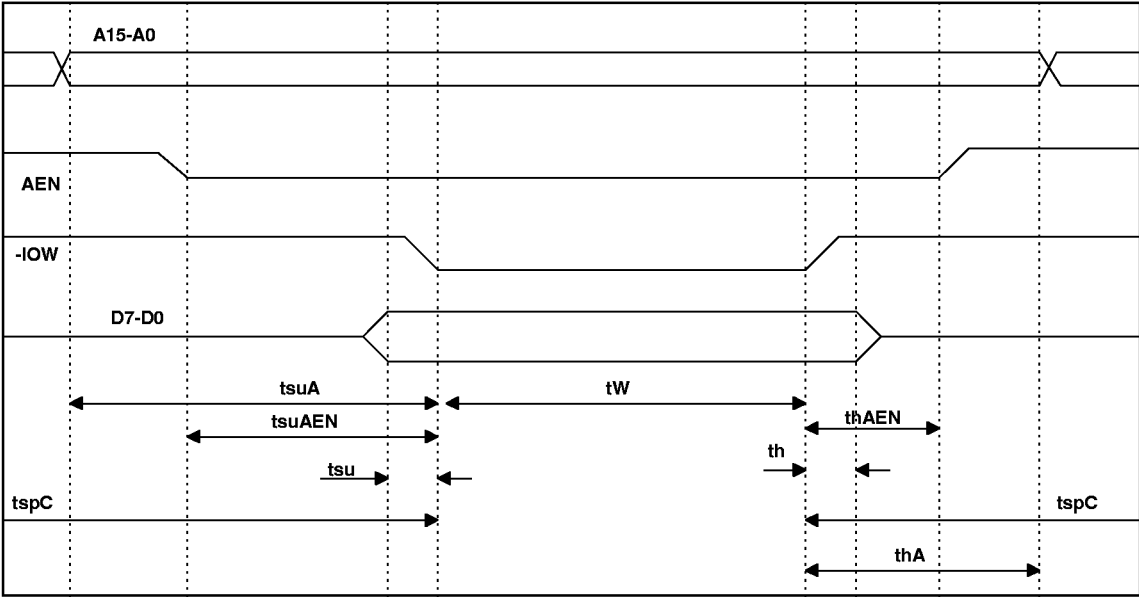 A15-A0
AEN
-IOW
D7-D0
tsuA
tW
tsuAEN
thAEN
tsu
th
tspC
tspC
thA